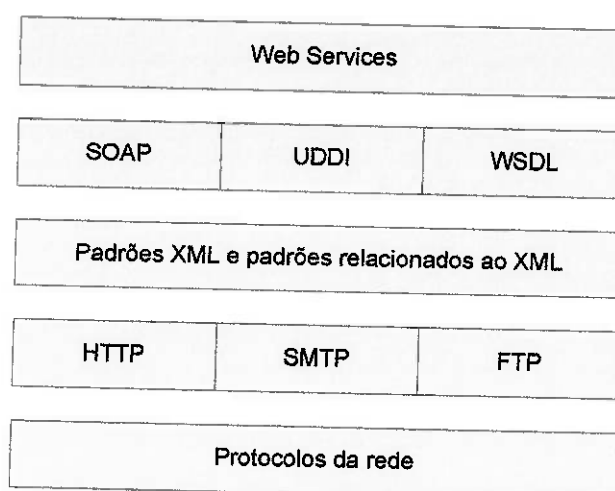 Web Services
SOAP UDDI WSDL
Padrões XML e padrões relacionados ao XML
HTTP SMTP FTP
Protocolos da rede